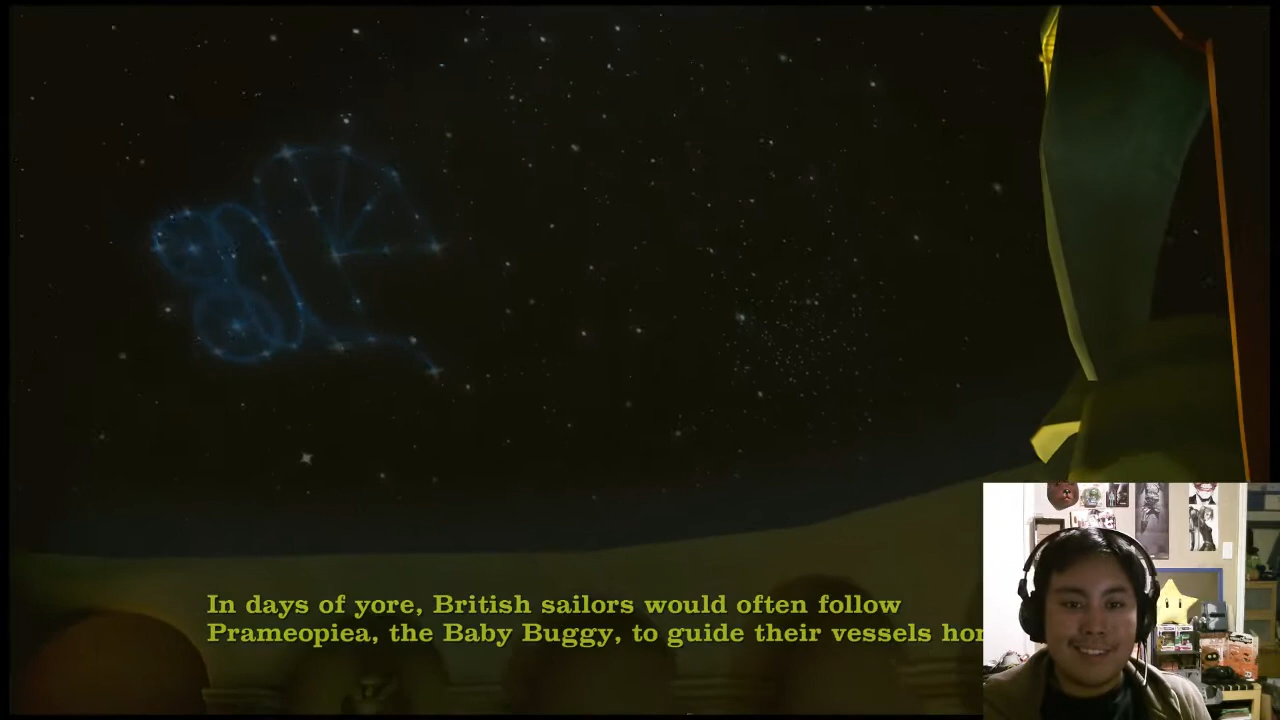 In days of yore, British sailors would often follow
Prameopiea, the Baby Buggy, to guide their vessels